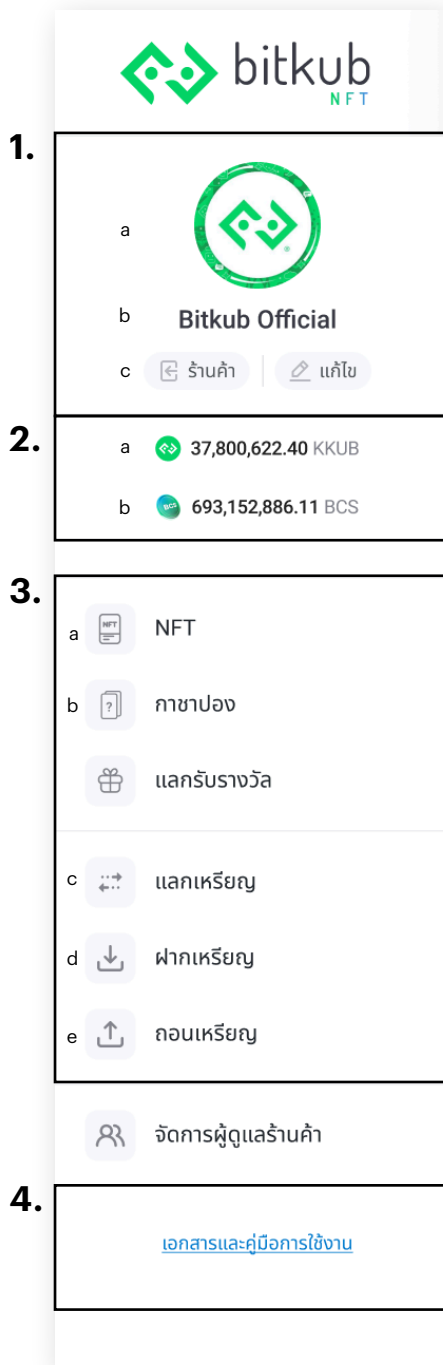 bitkub
NFT
1.
a
b Bitkub Official
c ร้านค้า แก้ไข
2.
a 37,800,622.40 KKUB
b BCS 693,152,886.11 BCS
3.
a NFT NFT
b ? กาชาปอง
แลกรับรางวัล
c แลกเหรียญ
d ฝากเหรียญ
e ถอนเหรียญ
จัดการผู้ดูแลร้านค้า
4.
เอกสารและคู่มือการใช้งาน